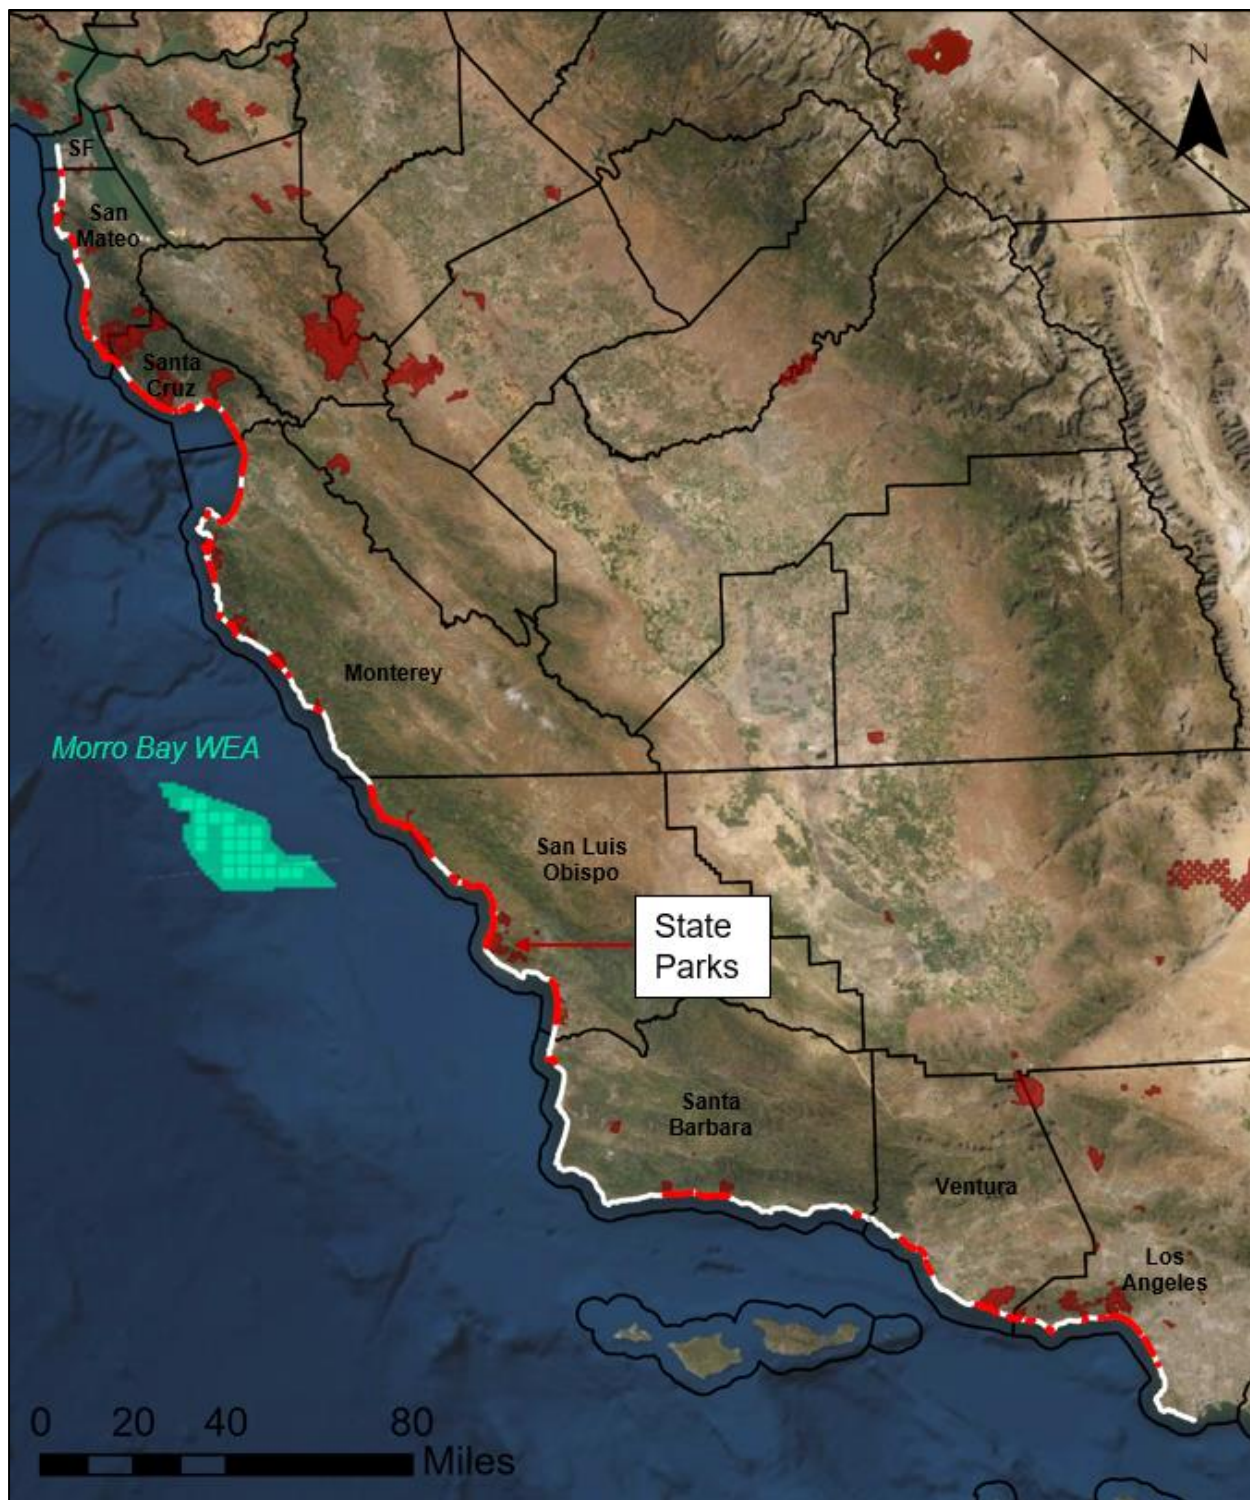 N
SF
San
Mateo
Santa
Cruz
Monterey
Morro Bay WEA
San Luis
Obispo
State
Parks
Santa
Barbara
Ventura
Los
Angeles
0 20 40 80
Miles